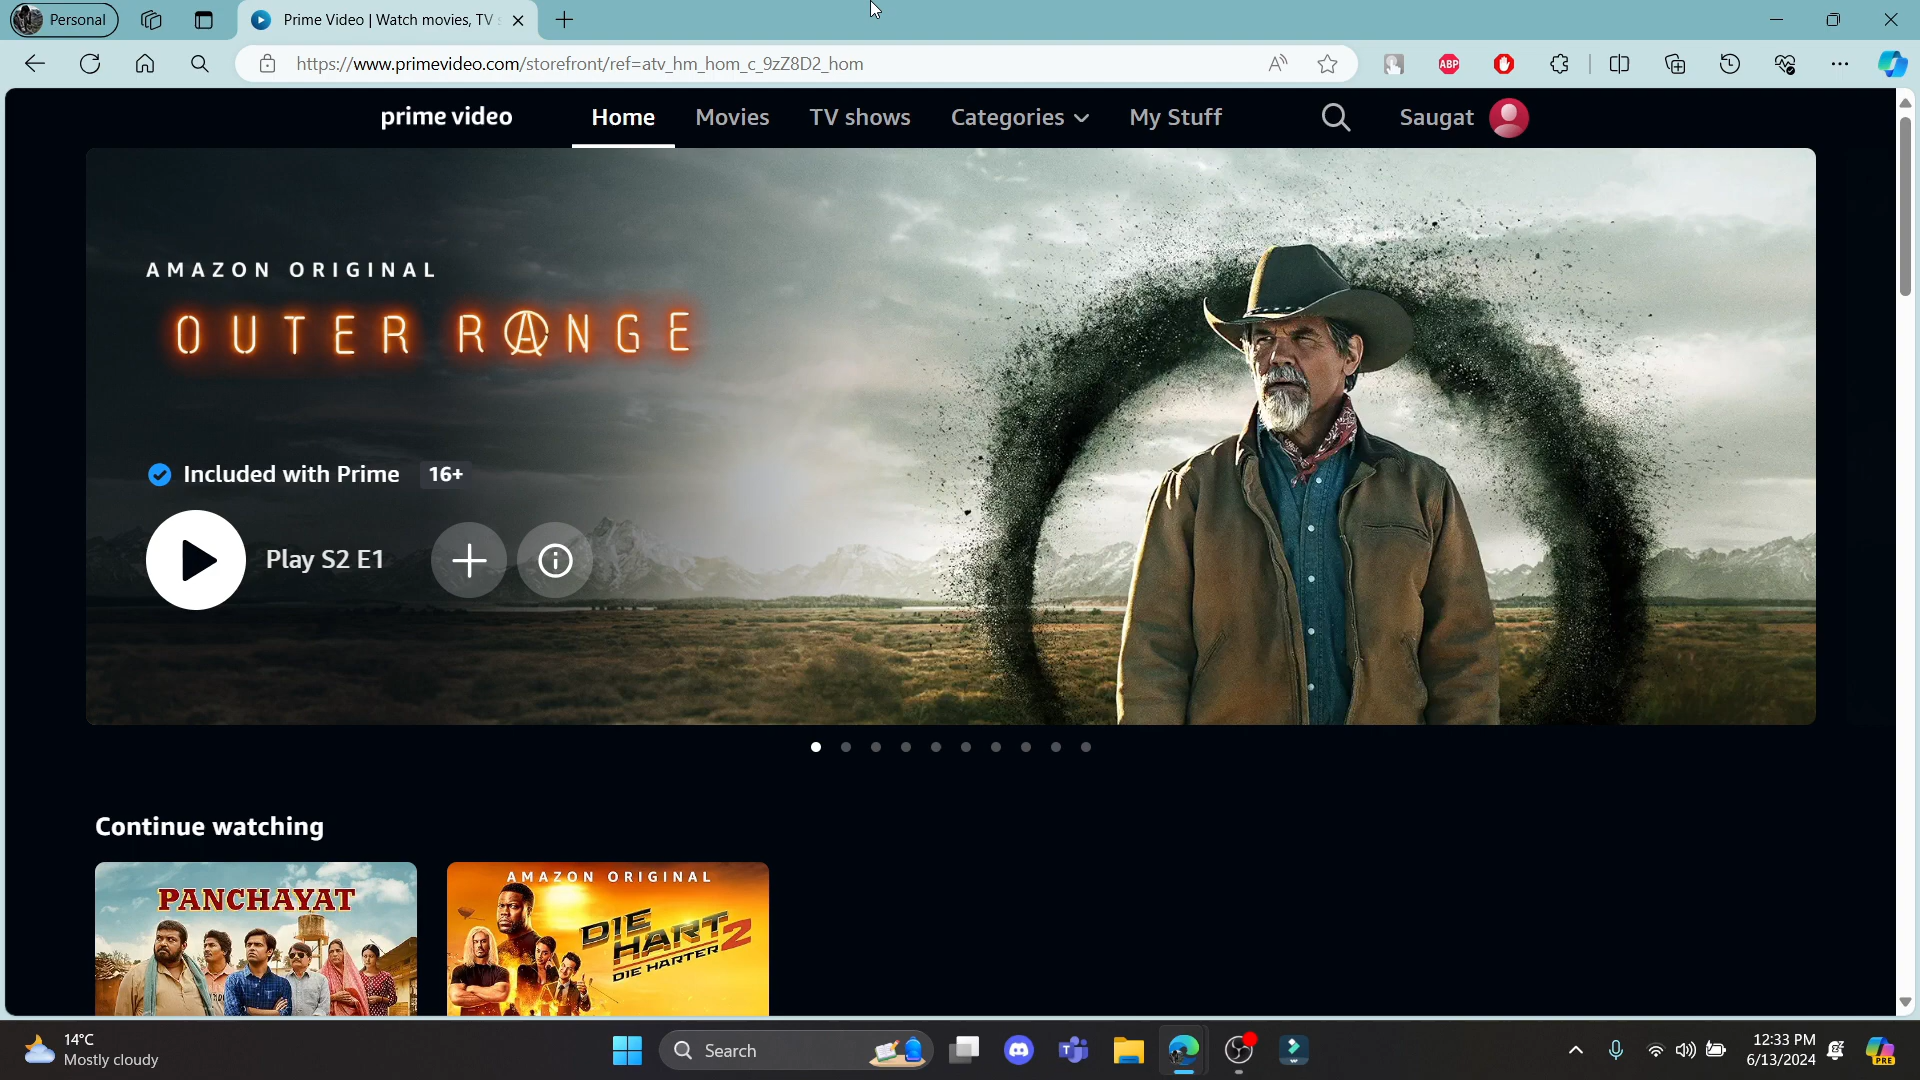 Personal
Prime Video | Watch movies, TV s
https://www.primevideo.com/storefront/ref=atv_hm_hom_c_9zZ8D2_hom
ABP
prime video
Home
Movies
TV shows
Categories
My Stuff
Saugat
AMAZON ORIGINAL
OUTER RANGE
Included with Prime 16+
Play S2 E1
Continue watching
PANCHAYAT
AMAZON ORIGINAL
DIE
HART 2
DIE HARTER
14°C
Mostly cloudy
Search
12:33 PM
6/13/2024
PRE